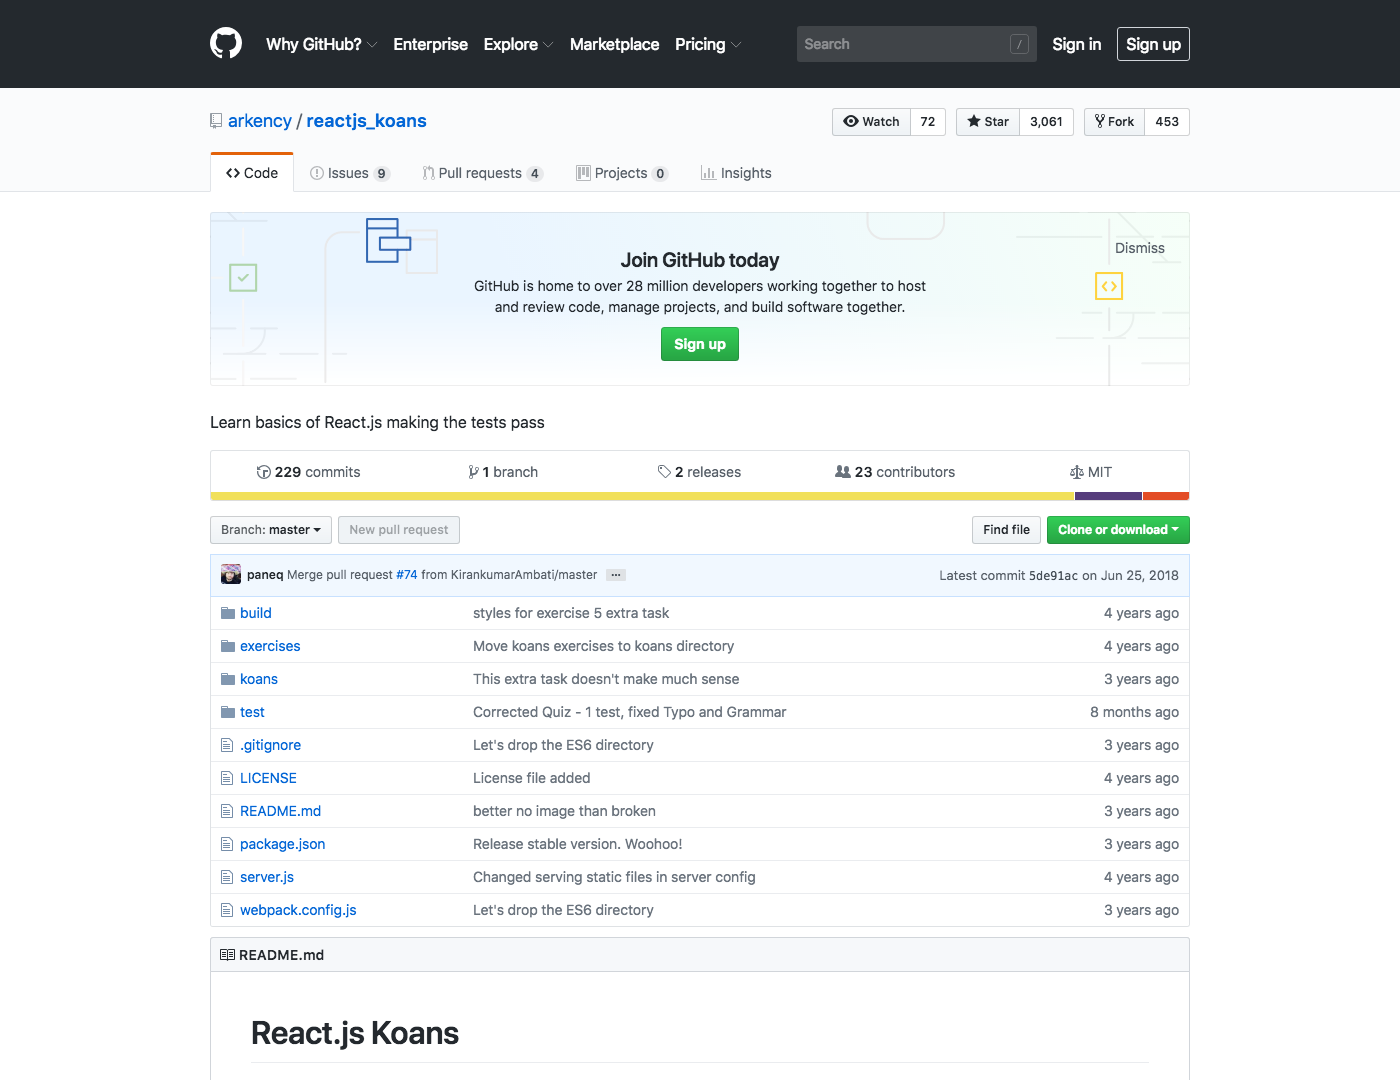 Why GitHub? Enterprise Explore Marketplace Pricing Search / Sign in Sign up
arkency / reactjs_koans Watch 72 Star 3,061 Fork 453
Code Issues 9 Pull requests 4 Projects 0 Insights
Dismiss
Join GitHub today
GitHub is home to over 28 million developers working together to host
and review code, manage projects, and build software together.
Sign up
Learn basics of React.js making the tests pass
229 commits 1 branch 2 releases 23 contributors MIT
Branch: master New pull request Find file Clone or download
paneq Merge pull request #74 from KirankumarAmbati/master ... Latest commit 5de91ac on Jun 25, 2018
build styles for exercise 5 extra task 4 years ago
exercises Move koans exercises to koans directory 4 years ago
koans This extra task doesn't make much sense 3 years ago
test Corrected Quiz - 1 test, fixed Typo and Grammar 8 months ago
.gitignore Let's drop the ES6 directory 3 years ago
LICENSE License file added 4 years ago
README.md better no image than broken 3 years ago
package.json Release stable version. Woohoo! 3 years ago
server.js Changed serving static files in server config 4 years ago
webpack.config.js Let's drop the ES6 directory 3 years ago
README.md
React.js Koans